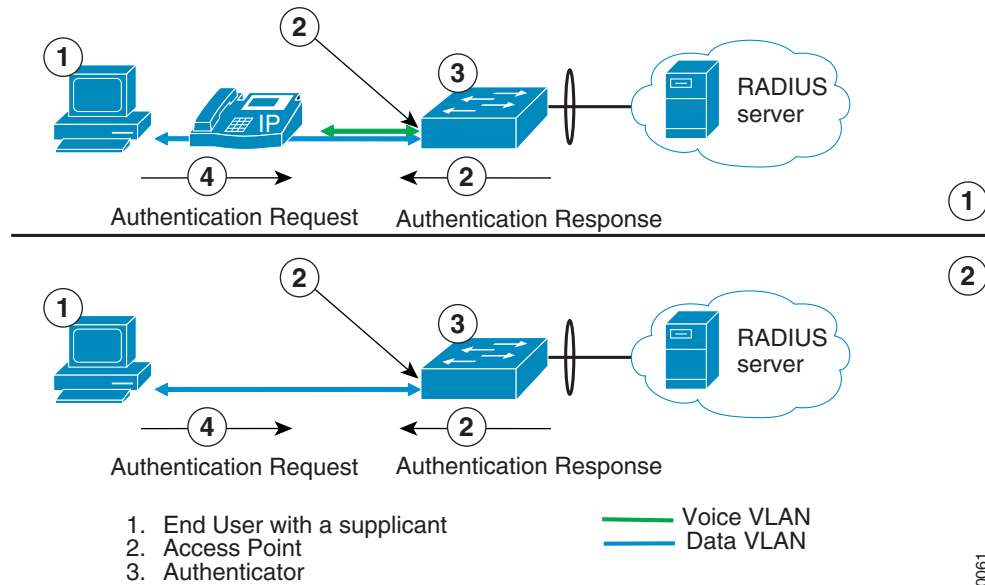 2
1
3
IP
RADIUS
server
4
2
Authentication Request
Authentication Response
1
2
2
1
3
RADIUS
server
4
2
Authentication Request
Authentication Response
1. End User with a supplicant
2. Access Point
3. Authenticator
Voice VLAN
Data VLAN